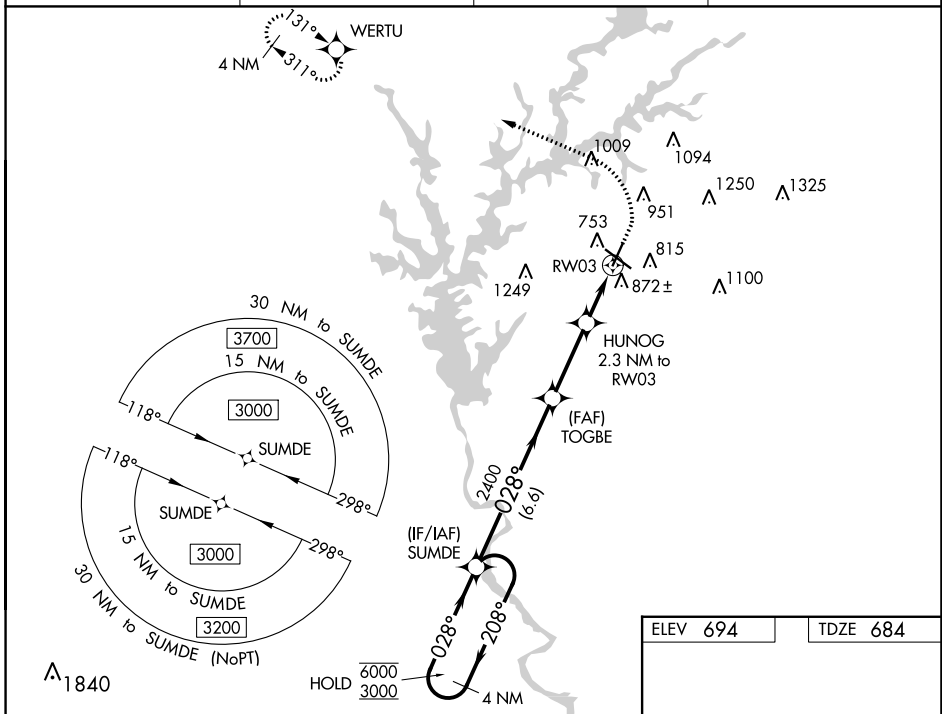 131°
WERTU
4 NM
311°
1009
1094
1250
1325
951
753
815
RW03
872±
1249
1100
HUNOG
2.3 NM to
RW03
(FAF)
TOGBE
30 NM to SUMDE
3700
15 NM to SUMDE
3000
118°
SUMDE
298°
118°
SUMDE
298°
3000
15 NM to SUMDE
3200
30 NM to SUMDE (NoPT)
2400
028°
(6.6)
(IF/IAF)
SUMDE
028°
208°
HOLD
6000
3000
4 NM
1840
ELEV 694
TDZE 684